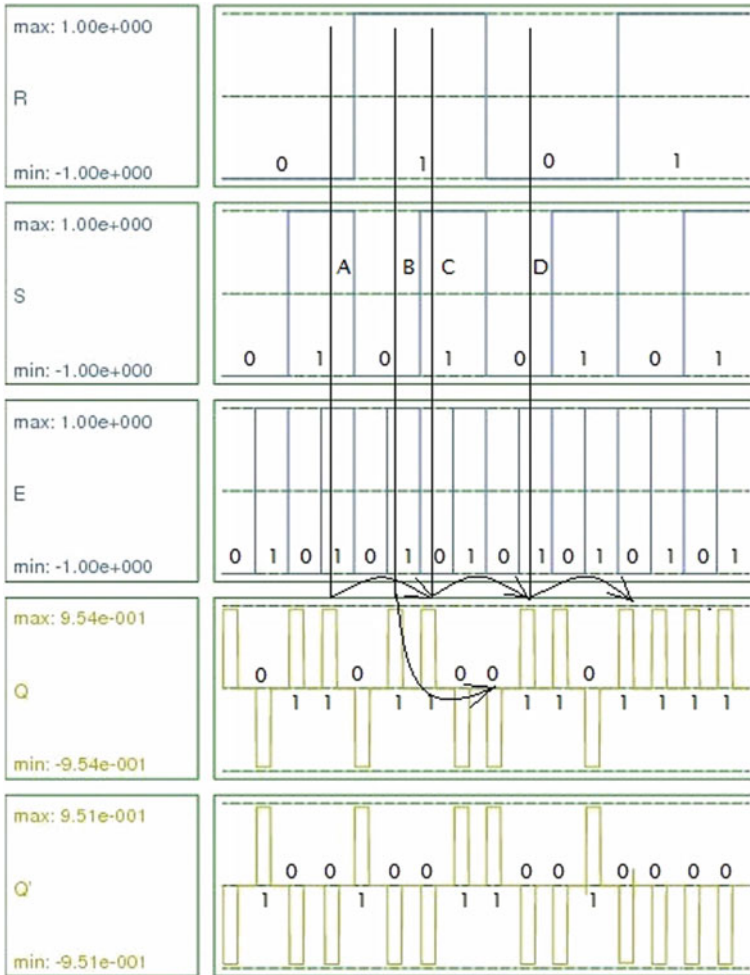 max: 1.00e+000
R
min: -1.00e+000
0 1 0 1
max: 1.00e+000
S
min: -1.00e+000
A B C D
0 1 0 1 0 1 0 1
max: 1.00e+000
E
min: -1.00e+000
0 1 0 1 0 1 0 1 0 1 0 1 0 1 0 1
max: 9.54e-001
Q
min: -9.54e-001
0 0 0 0 0
1 1 1 1 1 1 1 1 1 1
max: 9.51e-001
Q'
min: -9.51e-001
0 0 0 0 0 0 0 0 0 0
1 1 1 1 1